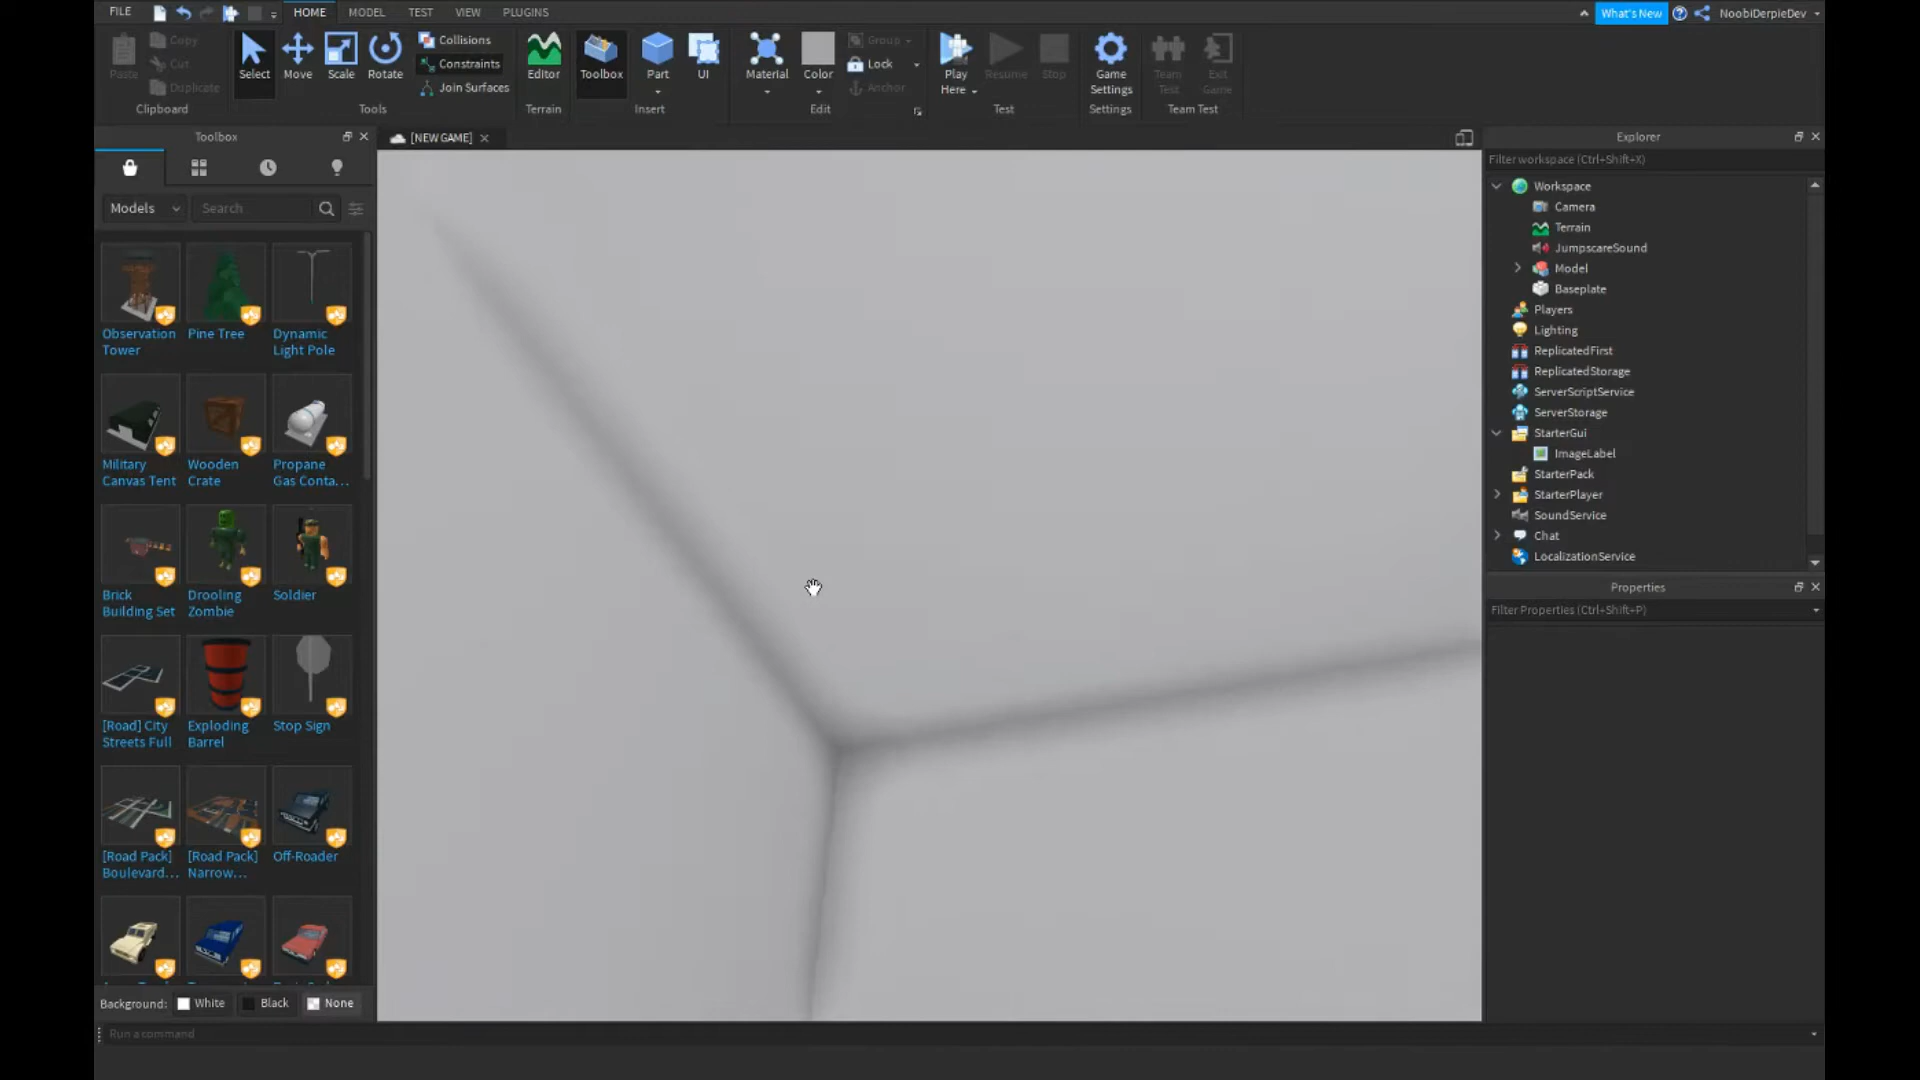 FILE HOME MODEL TEST VIEW PLUGINS What's New NoobiDerpieDev
Paste Copy Cut Duplicate Clipboard
Select Move Scale Rotate Collisions Constraints Join Surfaces Tools
Editor Terrain
Toolbox Part UI Insert
Material Color Group Lock Anchor Edit
Play Here Resume Stop Test
Game Settings Settings
Team Test Exit Game Team Test
Toolbox
Models Search
Observation Tower
Pine Tree
Dynamic Light Pole
Military Canvas Tent
Wooden Crate
Propane Gas Conta...
Brick Building Set
Drooling Zombie
Soldier
[Road] City Streets Full
Exploding Barrel
Stop Sign
[Road Pack] Boulevard...
[Road Pack] Narrow...
Off-Roader
Background: White Black None
Run a command
[NEW GAME]
Explorer
Filter workspace (Ctrl+Shift+X)
Workspace
Camera
Terrain
JumpscareSound
Model
Baseplate
Players
Lighting
ReplicatedFirst
ReplicatedStorage
ServerScriptService
ServerStorage
StarterGui
ImageLabel
StarterPack
StarterPlayer
SoundService
Chat
LocalizationService
Properties
Filter Properties (Ctrl+Shift+P)